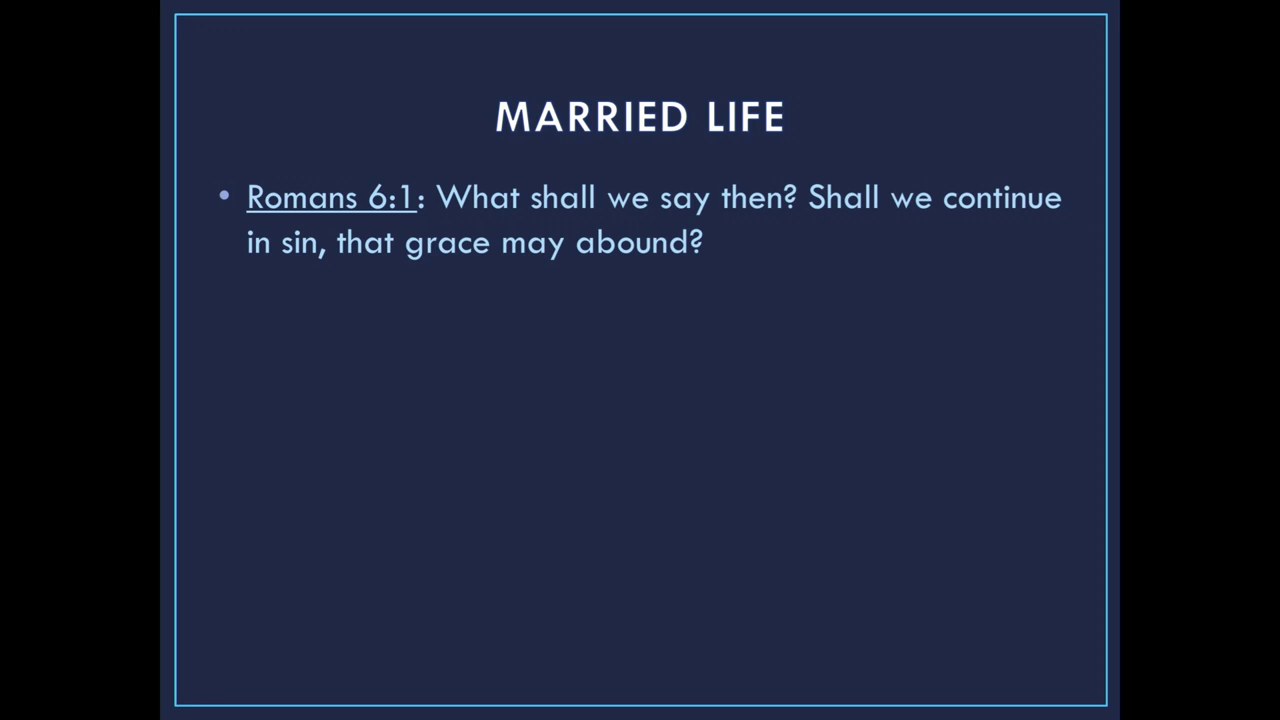 MARRIED LIFE
• Romans 6:1: What shall we say then? Shall we continue
in sin, that grace may abound?